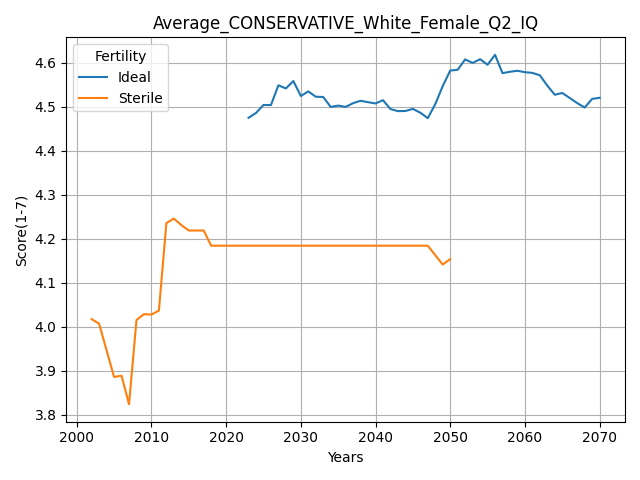 Average_CONSERVATIVE_White_Female_Q2_IQ
Fertility
Ideal
Sterile
Score(1-7)
4.6
4.5
4.4
4.3
4.2
4.1
4.0
3.9
3.8
2000 2010 2020 2030 2040 2050 2060 2070
Years